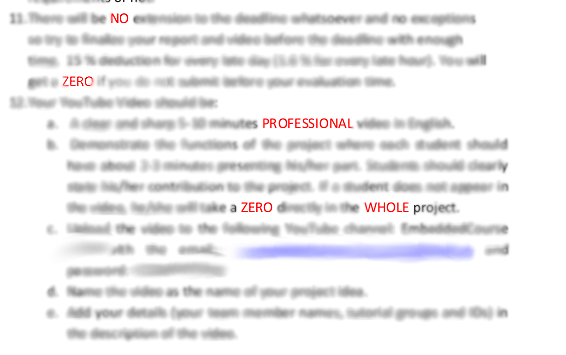 11. There will be NO extension to the deadline whatsoever and no exceptions
so try to finalize your report and video before the deadline with enough
time. 15 % deduction for every late day (1.6 % for every late hour). You will
get a ZERO if you do not submit before your evaluation time.
12. Your YouTube Video should be:
a. A clear and sharp 5-10 minutes PROFESSIONAL video in English.
b. Demonstrate the functions of the project where each student should
have about 2-3 minutes presenting his/her part. Students should clearly
state his/her contribution to the project. If a student does not appear in
the video, he/she will take a ZERO directly in the WHOLE project.
c. Upload the video to the following YouTube channel: EmbeddedCourse
with the email: and
password:
d. Name the video as the name of your project idea.
e. Add your details (your team member names, tutorial groups and IDs) in
the description of the video.